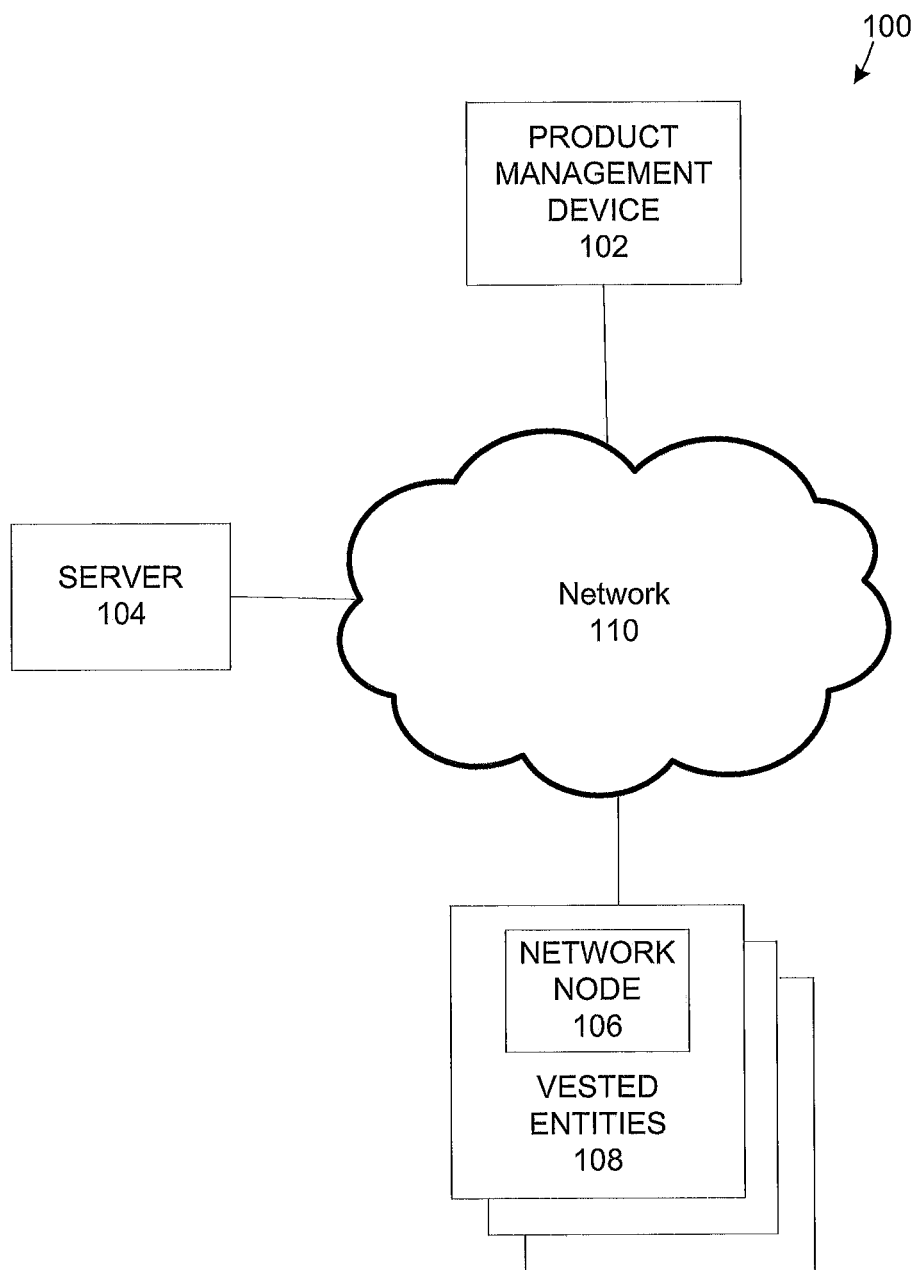 100
PRODUCT
MANAGEMENT
DEVICE
102
SERVER
104
Network
110
NETWORK
NODE
106
VESTED
ENTITIES
108